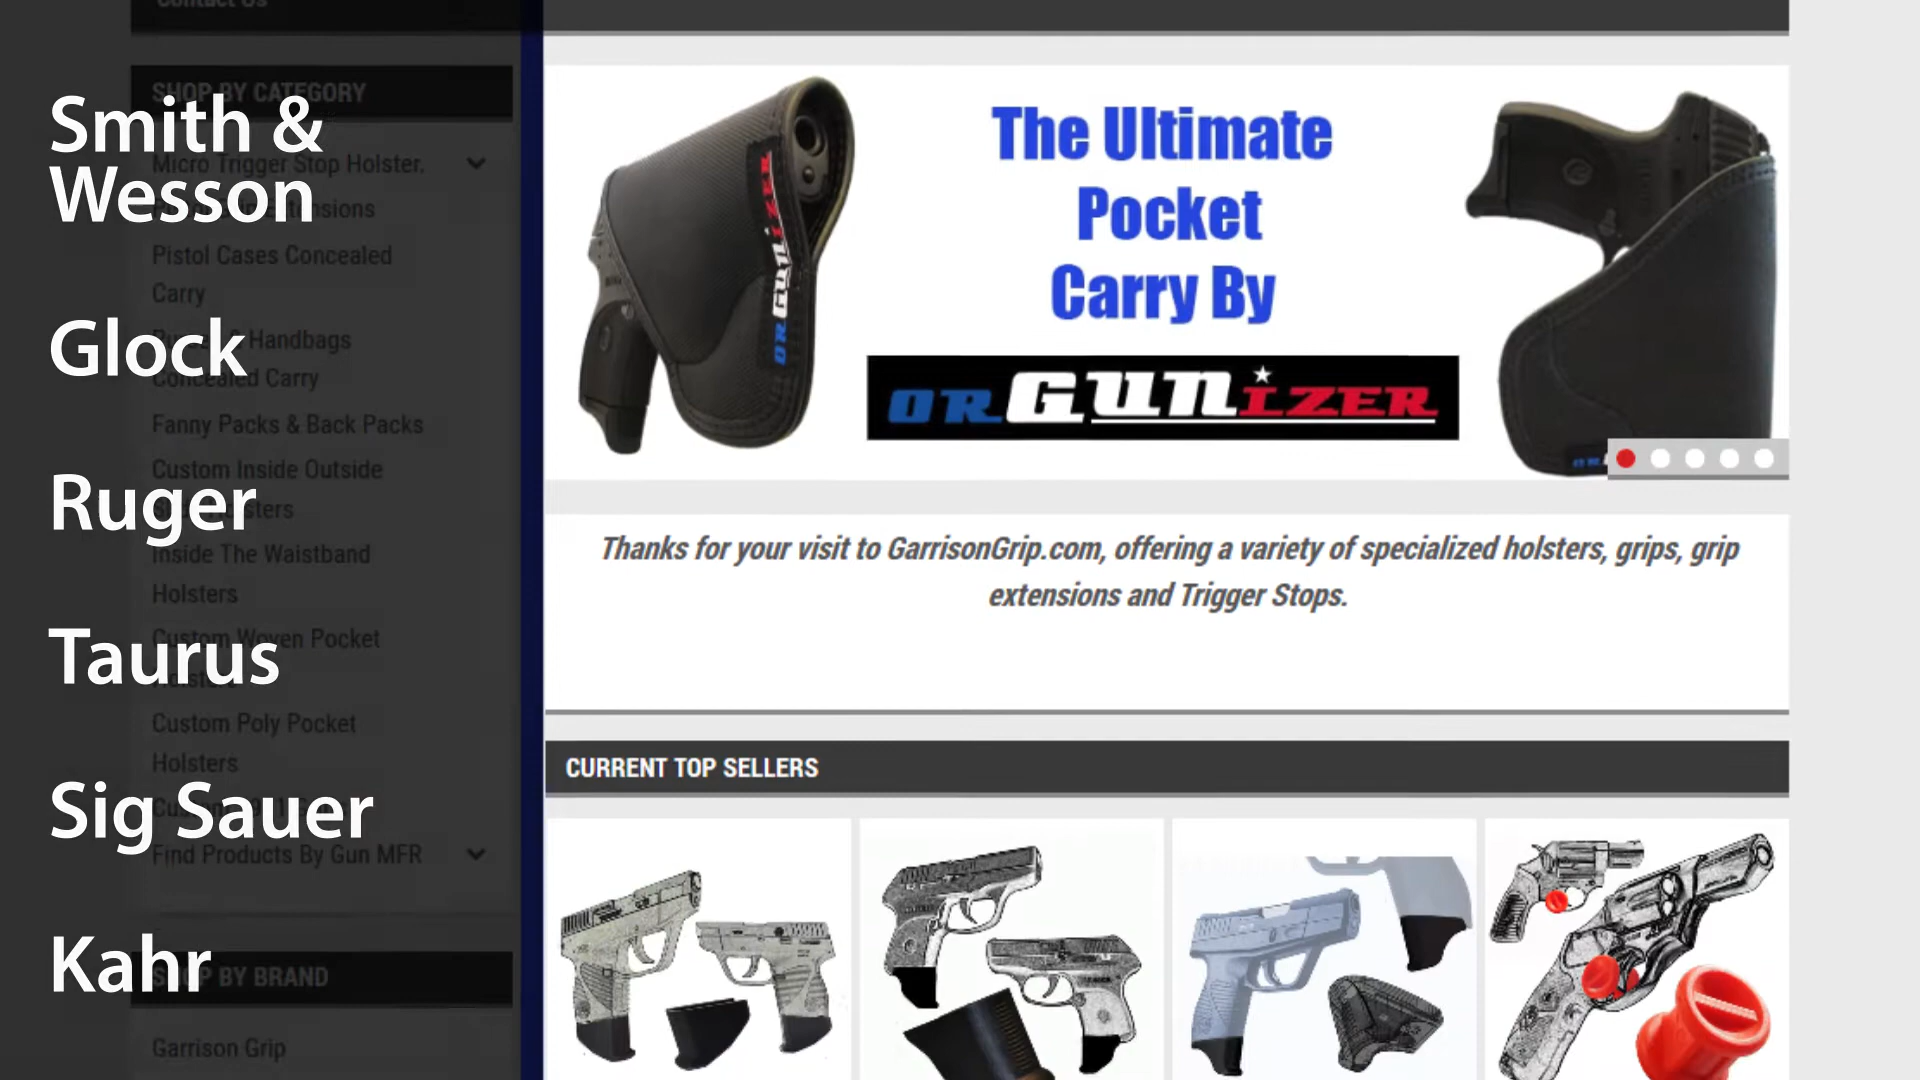 Contact Us
SHOP BY CATEGORY
Smith &
Wesson
Micro Trigger Stop Holster.
Pistol Cases Concealed
Carry
Glock
Handbags
Concealed Carry
Fanny Packs & Back Packs
Custom Inside Outside
Ruger
Inside The Waistband
Holsters
Custom Woven Pocket
Taurus
Custom Poly Pocket
Holsters
Sig Sauer
Find Products By Gun MFR
Kahr
SHOP BY BRAND
Garrison Grip
The Ultimate
Pocket
Carry By
ORGUNIZER
ORGUNIZER
Thanks for your visit to GarrisonGrip.com, offering a variety of specialized holsters, grips, grip
extensions and Trigger Stops.
CURRENT TOP SELLERS